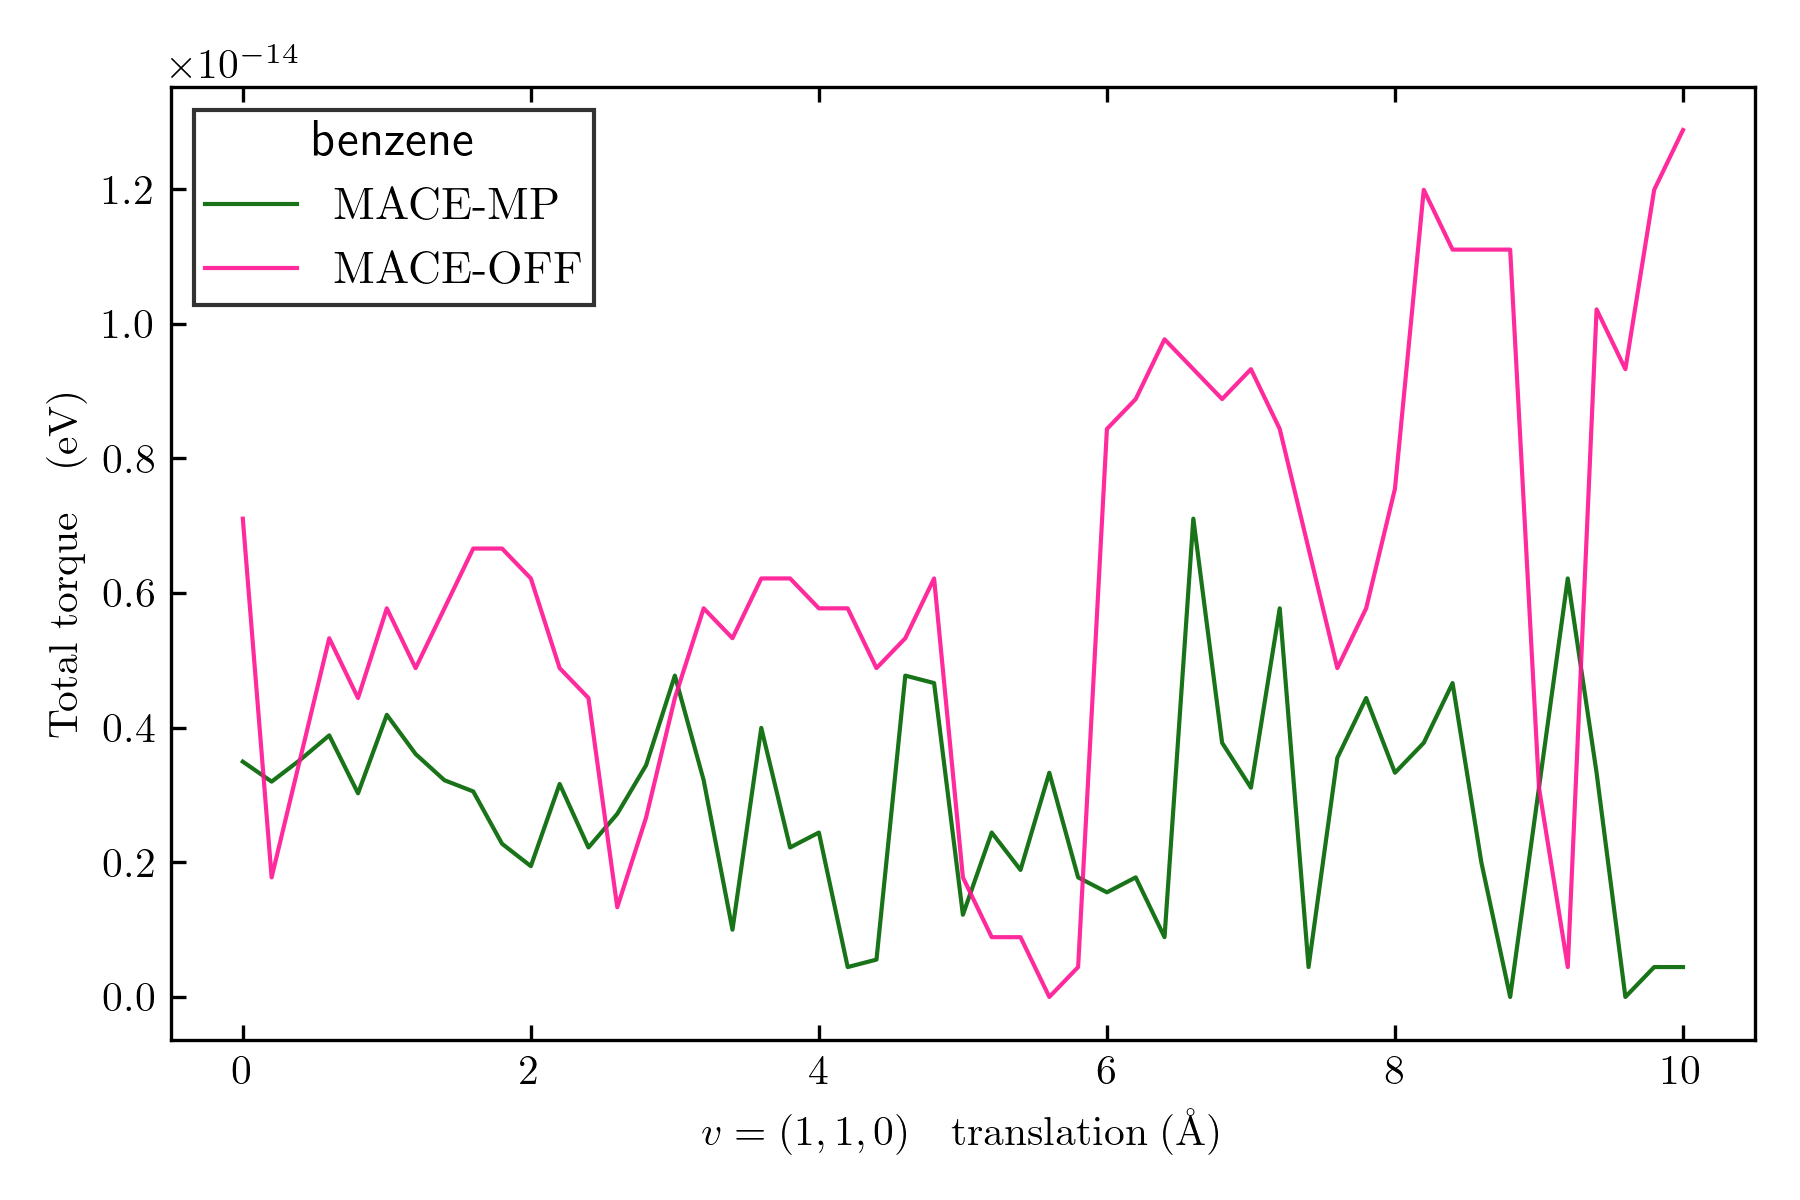 ×10⁻¹⁴
benzene
MACE-MP
MACE-OFF
1.2
1.0
0.8
0.6
0.4
0.2
0.0
Total torque (eV)
0 2 4 6 8 10
v = (1, 1, 0) translation (Å)